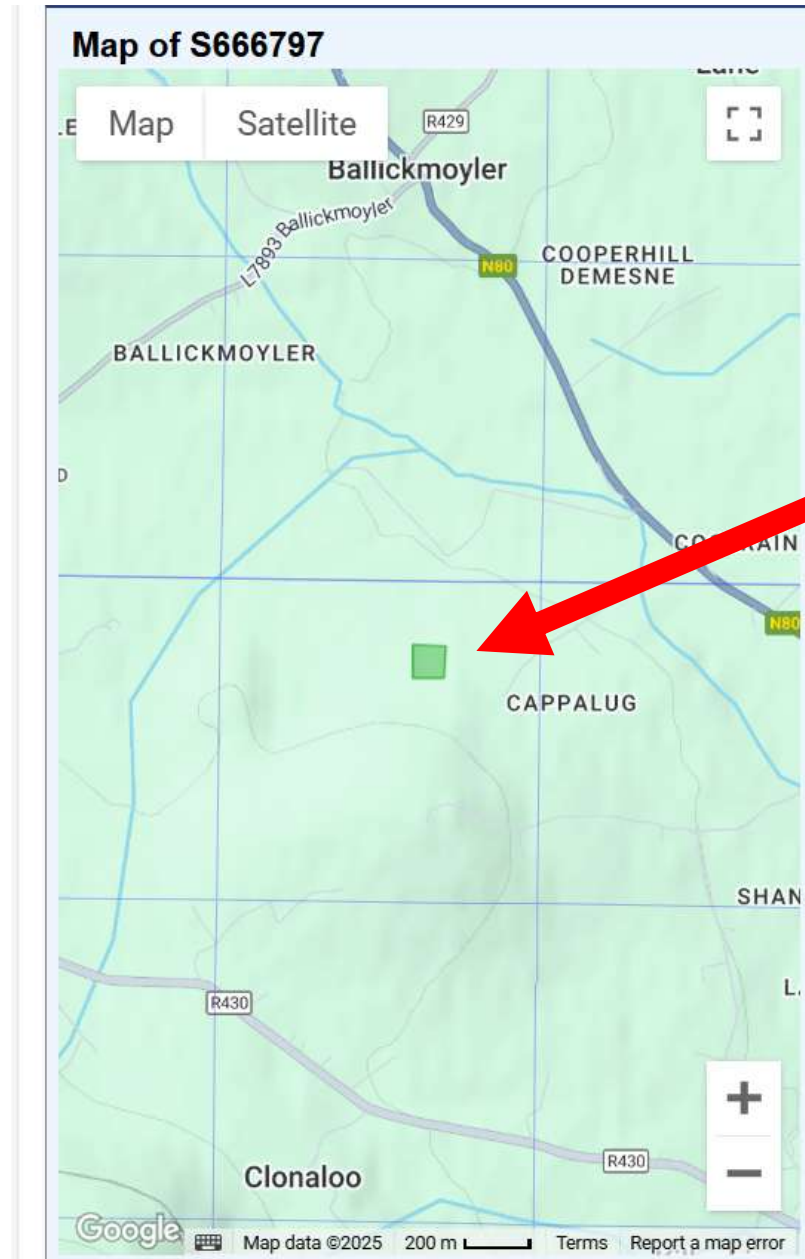 Map of S666797
Map
Satellite
R429
Ballickmoyler
L7893 Ballickmoyler
N80
COOPERHILL
DEMESNE
BALLICKMOYLER
D
N80
CAPPALUG
SHAN
L.
R430
R430
Clonaloo
Google
Map data ©2025
200 m
Terms
Report a map error